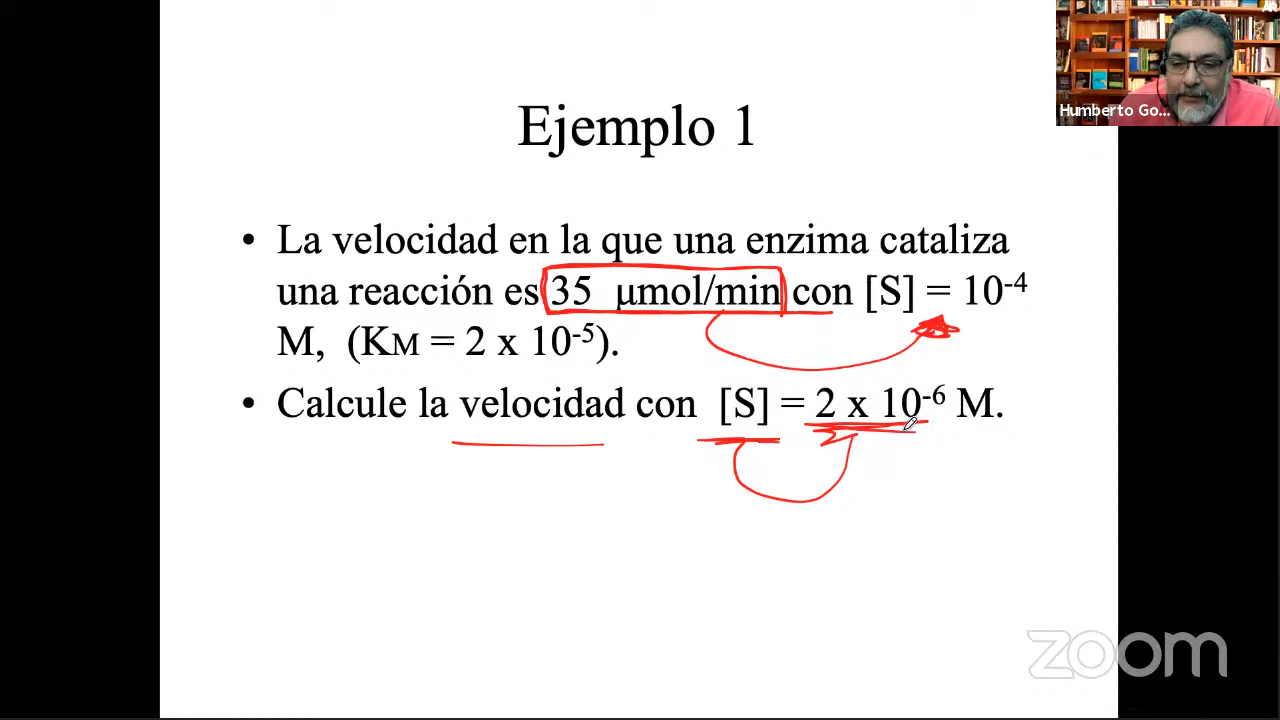 Humberto Go...
Ejemplo 1
• La velocidad en la que una enzima cataliza
una reacción es 35 μmol/min con [S] = 10⁻⁴
M, (KM = 2 x 10⁻⁵).
• Calcule la velocidad con [S] = 2 x 10⁻⁶ M.
zoom